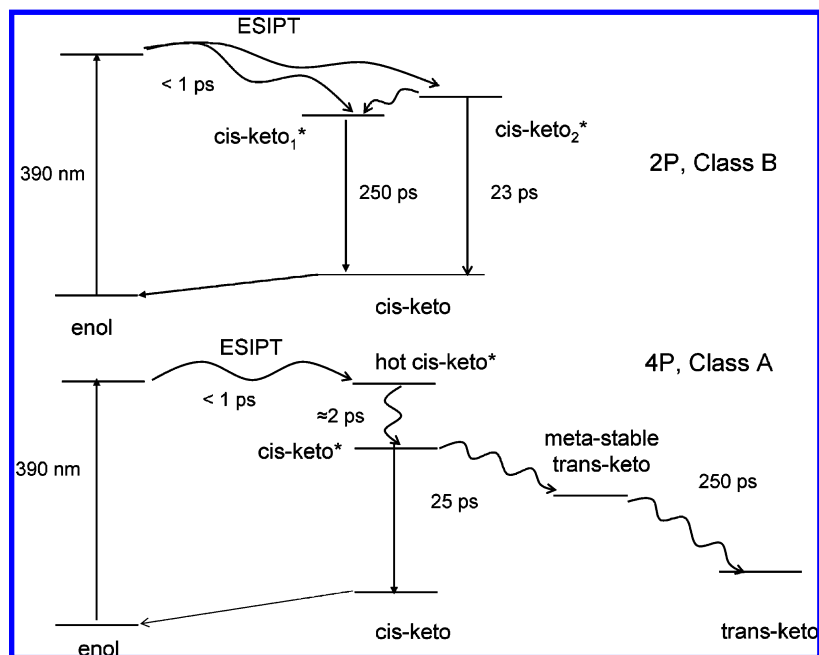 ESIPT
< 1 ps
cis-keto₁*
cis-keto₂*
390 nm
250 ps
23 ps
2P, Class B
cis-keto
enol
ESIPT
hot cis-keto*
4P, Class A
< 1 ps
≈2 ps
cis-keto*
meta-stable
trans-keto
390 nm
25 ps
250 ps
enol
cis-keto
trans-keto